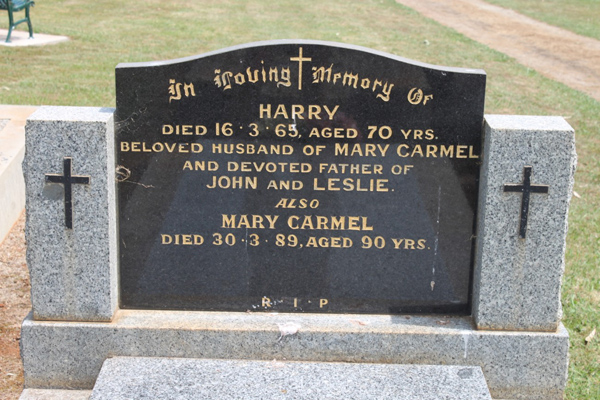 In Loving Memory Of
HARRY
DIED 16·3·65, AGED 70 YRS.
BELOVED HUSBAND OF MARY CARMEL
AND DEVOTED FATHER OF
JOHN AND LESLIE.
ALSO
MARY CARMEL
DIED 30·3·89, AGED 90 YRS.
R I P